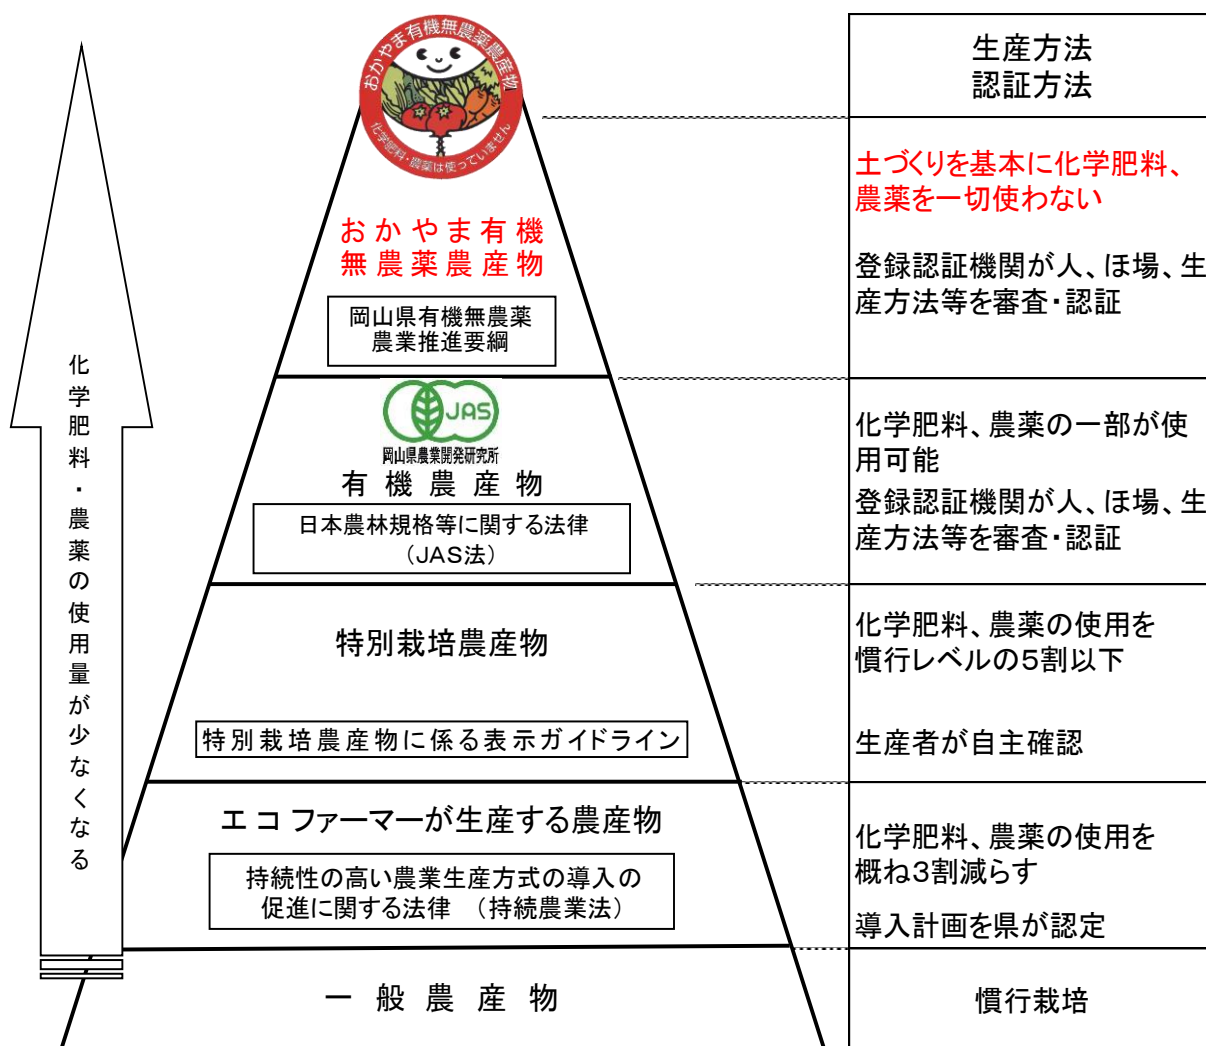 おかやま有機無農薬農産物
化学肥料・農薬は使っていません
おかやま有機
無農薬農産物
岡山県有機無農薬
農業推進要綱
JAS
岡山県農業開発研究所
有機農産物
日本農林規格等に関する法律
(JAS法)
特別栽培農産物
特別栽培農産物に係る表示ガイドライン
エコファーマーが生産する農産物
持続性の高い農業生産方式の導入の
促進に関する法律 (持続農業法)
一般農産物
化学肥料・農薬の使用量が少なくなる
生産方法
認証方法
土づくりを基本に化学肥料、
農薬を一切使わない
登録認証機関が人、ほ場、生
産方法等を審査・認証
化学肥料、農薬の一部が使
用可能
登録認証機関が人、ほ場、生
産方法等を審査・認証
化学肥料、農薬の使用を
慣行レベルの5割以下
生産者が自主確認
化学肥料、農薬の使用を
概ね3割減らす
導入計画を県が認定
慣行栽培